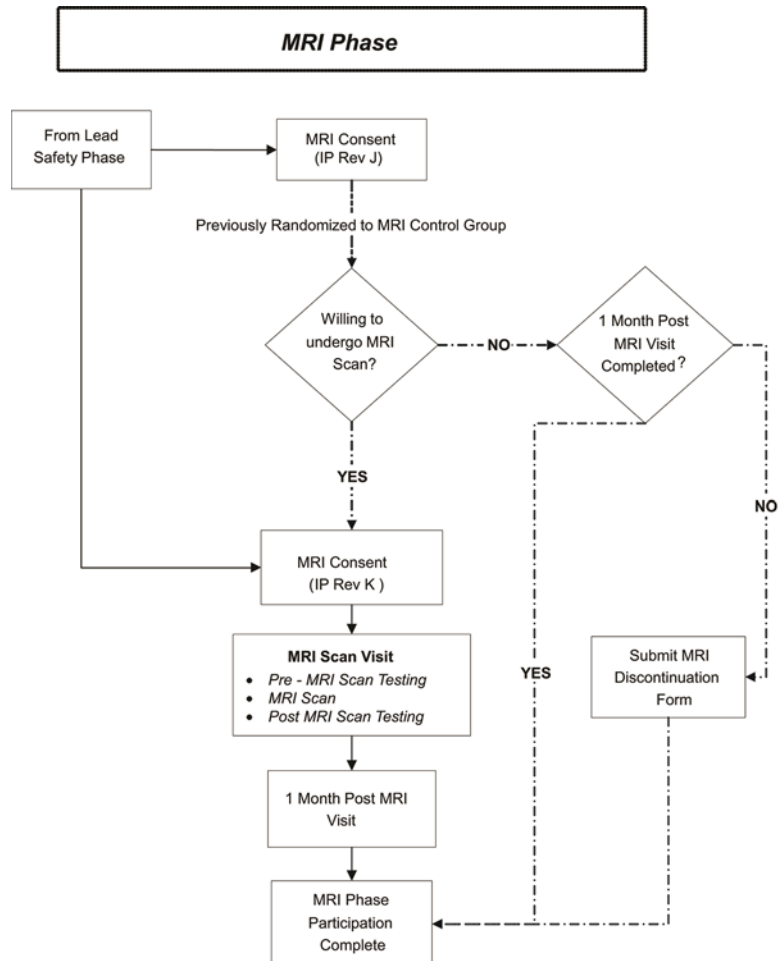 MRI Phase
From Lead
Safety Phase
MRI Consent
(IP Rev J)
Previously Randomized to MRI Control Group
Willing to
undergo MRI
Scan?
NO
1 Month Post
MRI Visit
Completed?
YES
NO
MRI Consent
(IP Rev K )
MRI Scan Visit
• Pre - MRI Scan Testing
• MRI Scan
• Post MRI Scan Testing
YES
Submit MRI
Discontinuation
Form
1 Month Post MRI
Visit
MRI Phase
Participation
Complete